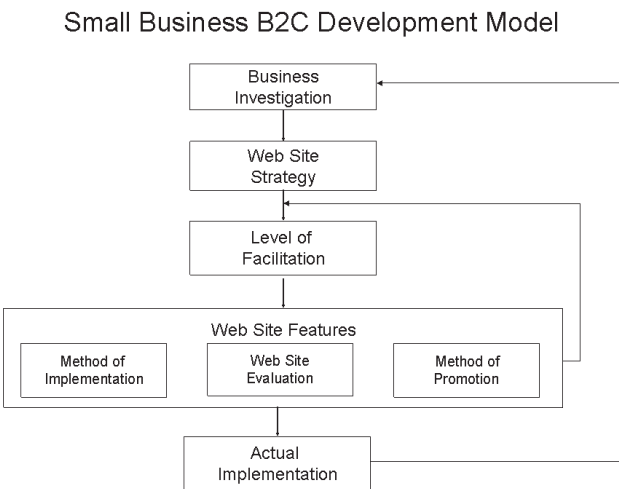 Small Business B2C Development Model
Business
Investigation
Web Site
Strategy
Level of
Facilitation
Web Site Features
Method of
Implementation
Web Site
Evaluation
Method of
Promotion
Actual
Implementation